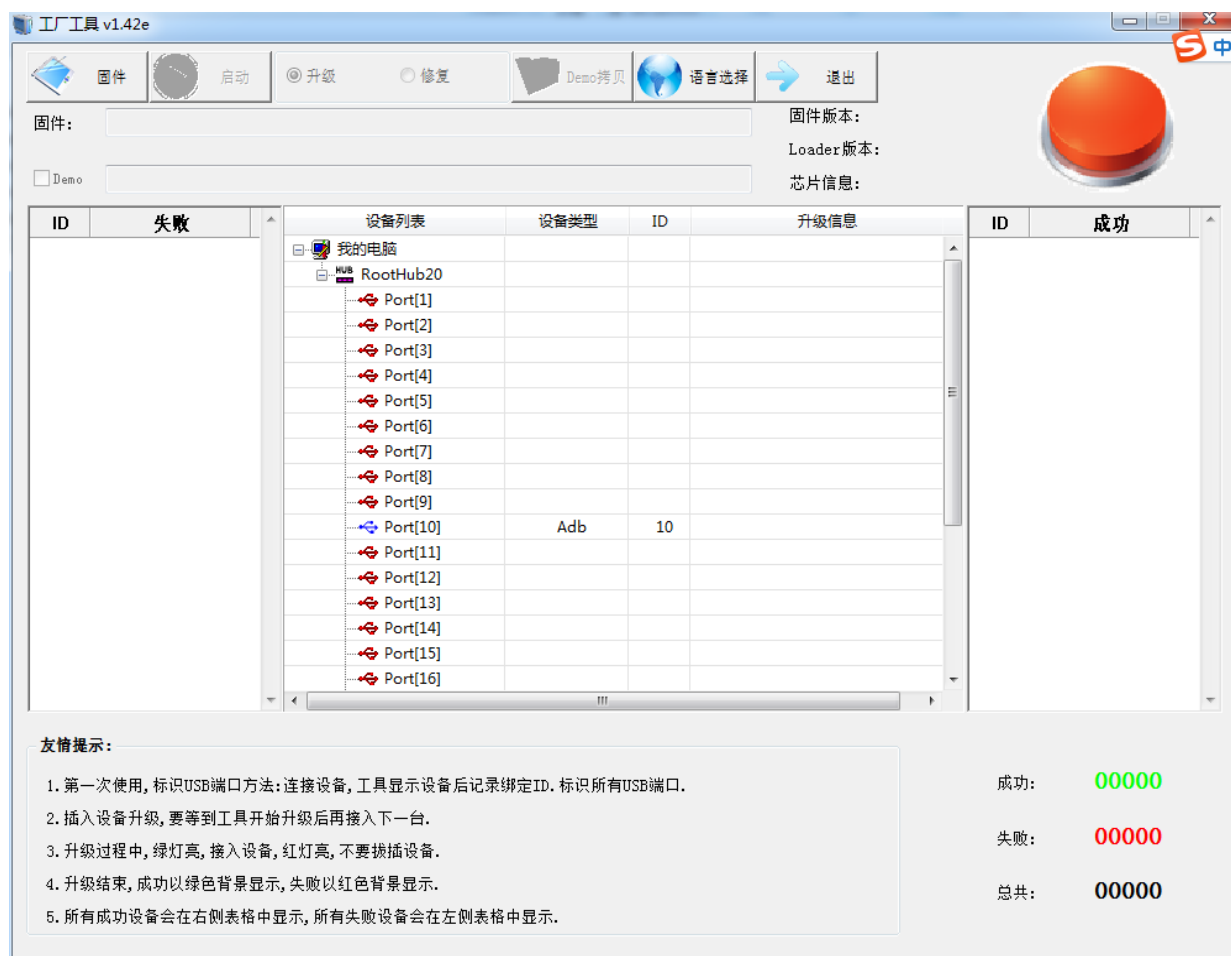 工厂工具 v1.42e
中
固件
启动
升级
修复
Demo拷贝
语言选择
退出
固件:
固件版本:
Loader版本:
Demo
芯片信息:
ID 失败
设备列表 设备类型 ID 升级信息
ID 成功
我的电脑
HUB RootHub20
Port[1]
Port[2]
Port[3]
Port[4]
Port[5]
Port[6]
Port[7]
Port[8]
Port[9]
Port[10] Adb 10
Port[11]
Port[12]
Port[13]
Port[14]
Port[15]
Port[16]
友情提示:
1.第一次使用,标识USB端口方法:连接设备,工具显示设备后记录绑定ID.标识所有USB端口.
2.插入设备升级,要等到工具开始升级后再接入下一台.
3.升级过程中,绿灯亮,接入设备,红灯亮,不要拔插设备.
4.升级结束,成功以绿色背景显示,失败以红色背景显示.
5.所有成功设备会在右侧表格中显示,所有失败设备会在左侧表格中显示.
成功: 00000
失败: 00000
总共: 00000